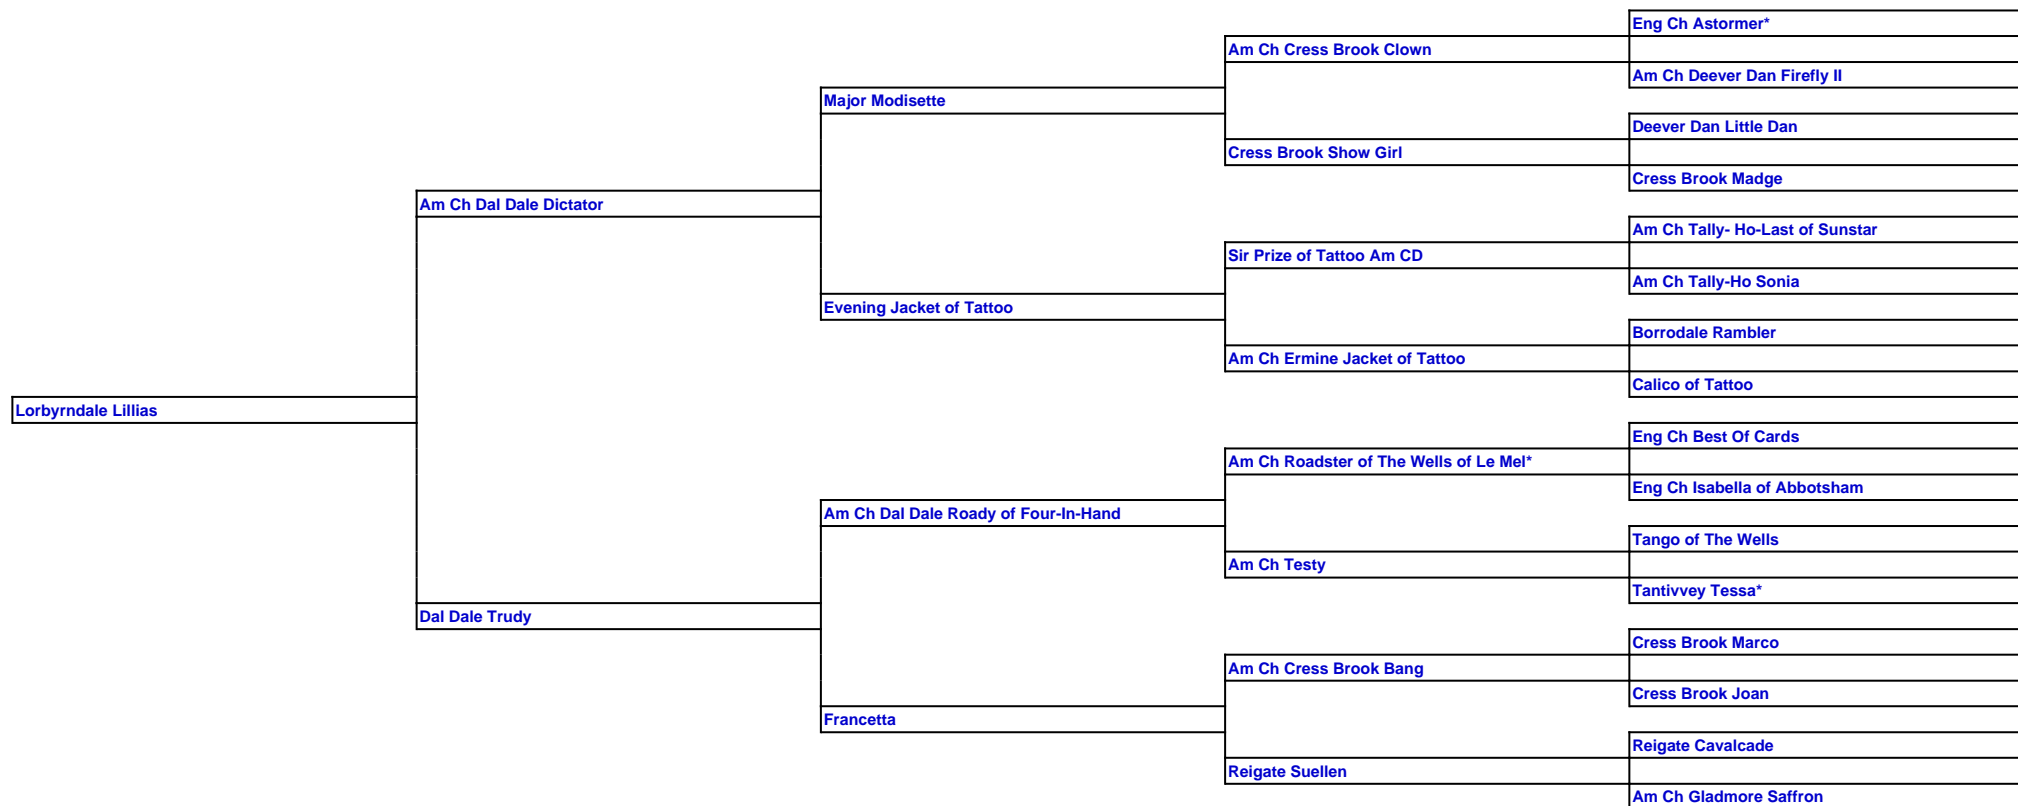 Eng Ch Astormer*
Am Ch Cress Brook Clown
Am Ch Deever Dan Firefly II
Major Modisette
Deever Dan Little Dan
Cress Brook Show Girl
Cress Brook Madge
Am Ch Dal Dale Dictator
Am Ch Tally- Ho-Last of Sunstar
Sir Prize of Tattoo Am CD
Am Ch Tally-Ho Sonia
Evening Jacket of Tattoo
Borrodale Rambler
Am Ch Ermine Jacket of Tattoo
Calico of Tattoo
Lorbyrndale Lillias
Eng Ch Best Of Cards
Am Ch Roadster of The Wells of Le Mel*
Eng Ch Isabella of Abbotsham
Am Ch Dal Dale Roady of Four-In-Hand
Tango of The Wells
Am Ch Testy
Tantivvey Tessa*
Dal Dale Trudy
Cress Brook Marco
Am Ch Cress Brook Bang
Cress Brook Joan
Francetta
Reigate Cavalcade
Reigate Suellen
Am Ch Gladmore Saffron